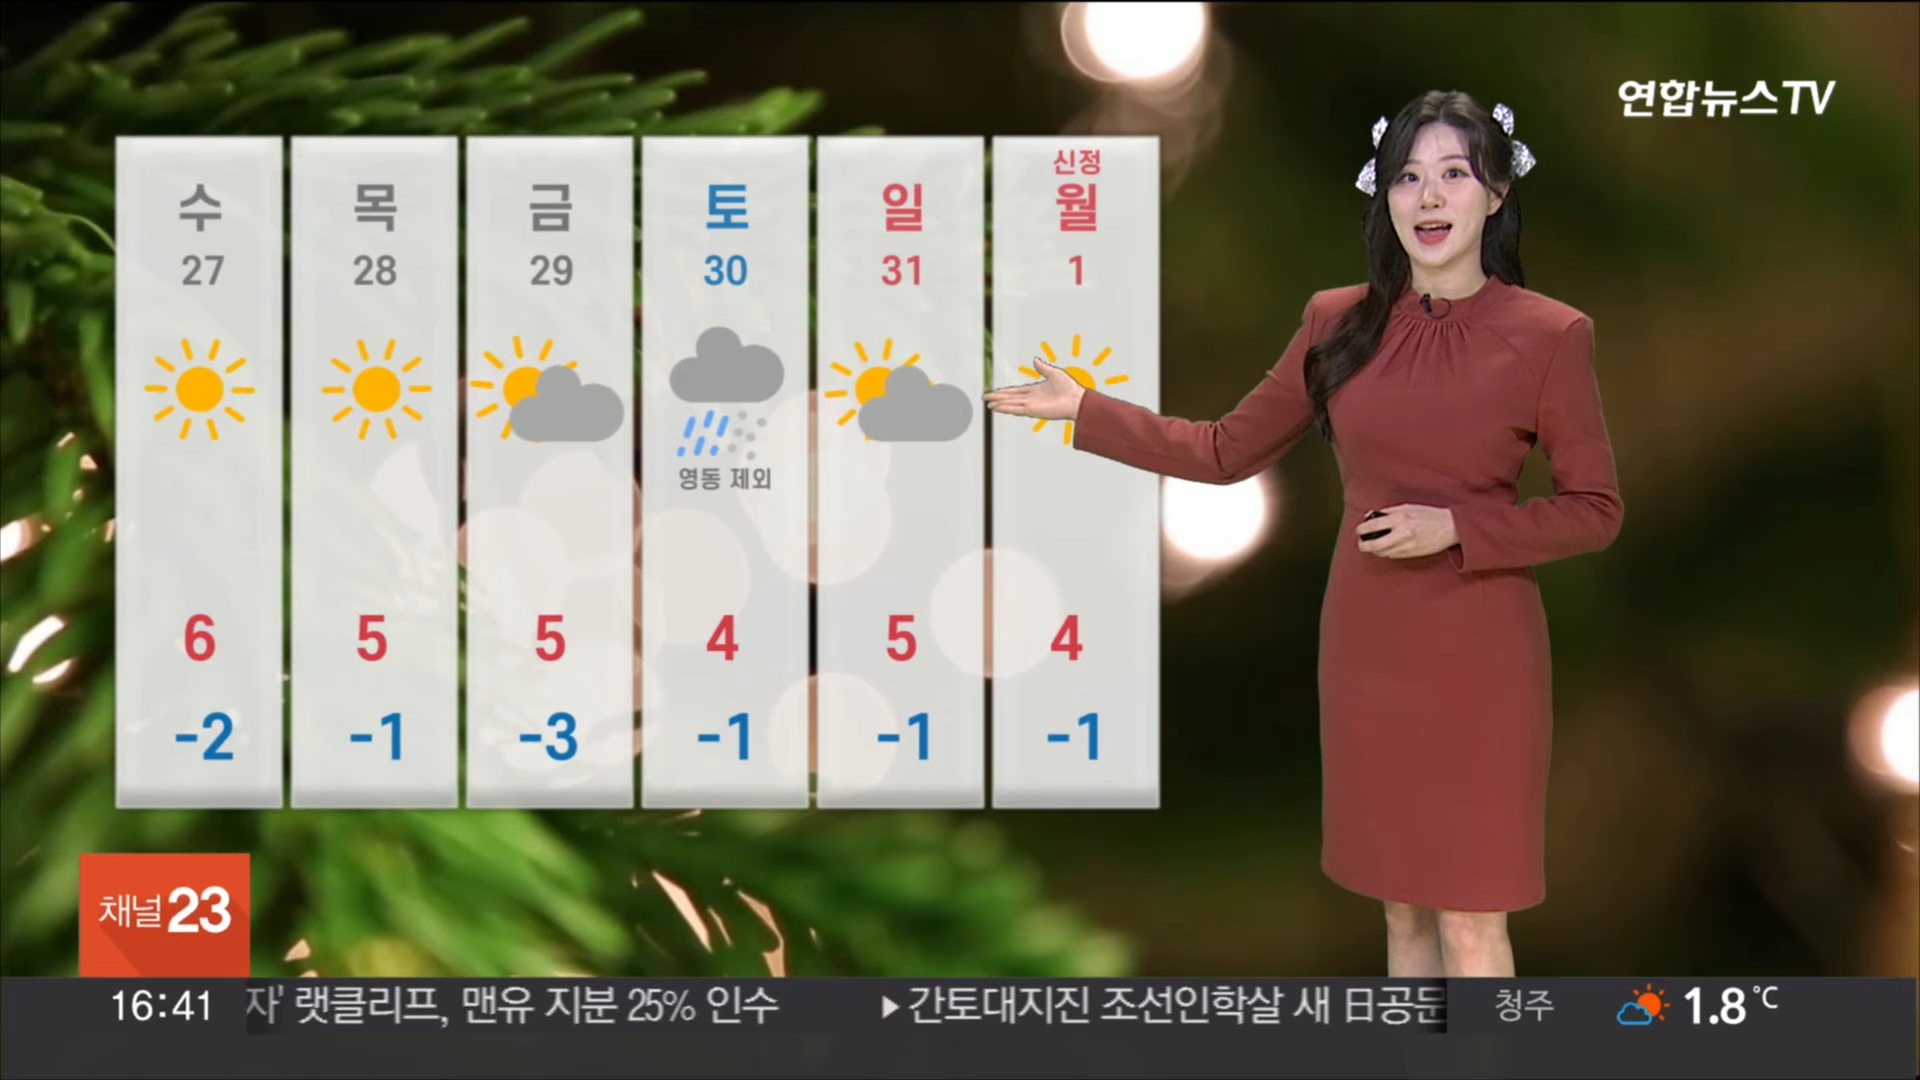 연합뉴스TV
신정
수 목 금 토 일 월
27 28 29 30 31 1
영동 제외
6 5 5 4 5 4
-2 -1 -3 -1 -1 -1
채널 23
16:41 자' 랫클리프, 맨유 지분 25% 인수 ▶간토대지진 조선인학살 새 日공문 청주 1.8℃